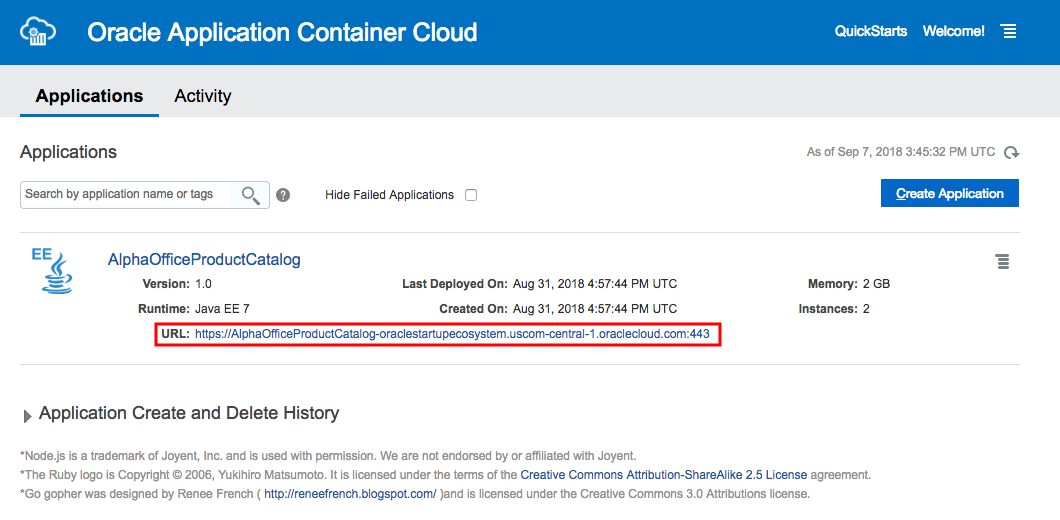 Oracle Application Container Cloud
QuickStarts Welcome!
Applications Activity
Applications
As of Sep 7, 2018 3:45:32 PM UTC
Search by application name or tags ? Hide Failed Applications Create Application
EE
AlphaOfficeProductCatalog
Version: 1.0 Last Deployed On: Aug 31, 2018 4:57:44 PM UTC Memory: 2 GB
Runtime: Java EE 7 Created On: Aug 31, 2018 4:57:44 PM UTC Instances: 2
URL: https://AlphaOfficeProductCatalog-oraclestartupecosystem.uscom-central-1.oraclecloud.com:443
Application Create and Delete History
*Node.js is a trademark of Joyent, Inc. and is used with permission. We are not endorsed by or affiliated with Joyent.
*The Ruby logo is Copyright © 2006, Yukihiro Matsumoto. It is licensed under the terms of the Creative Commons Attribution-ShareAlike 2.5 License agreement.
*Go gopher was designed by Renee French ( http://reneefrench.blogspot.com/ )and is licensed under the Creative Commons 3.0 Attributions license.